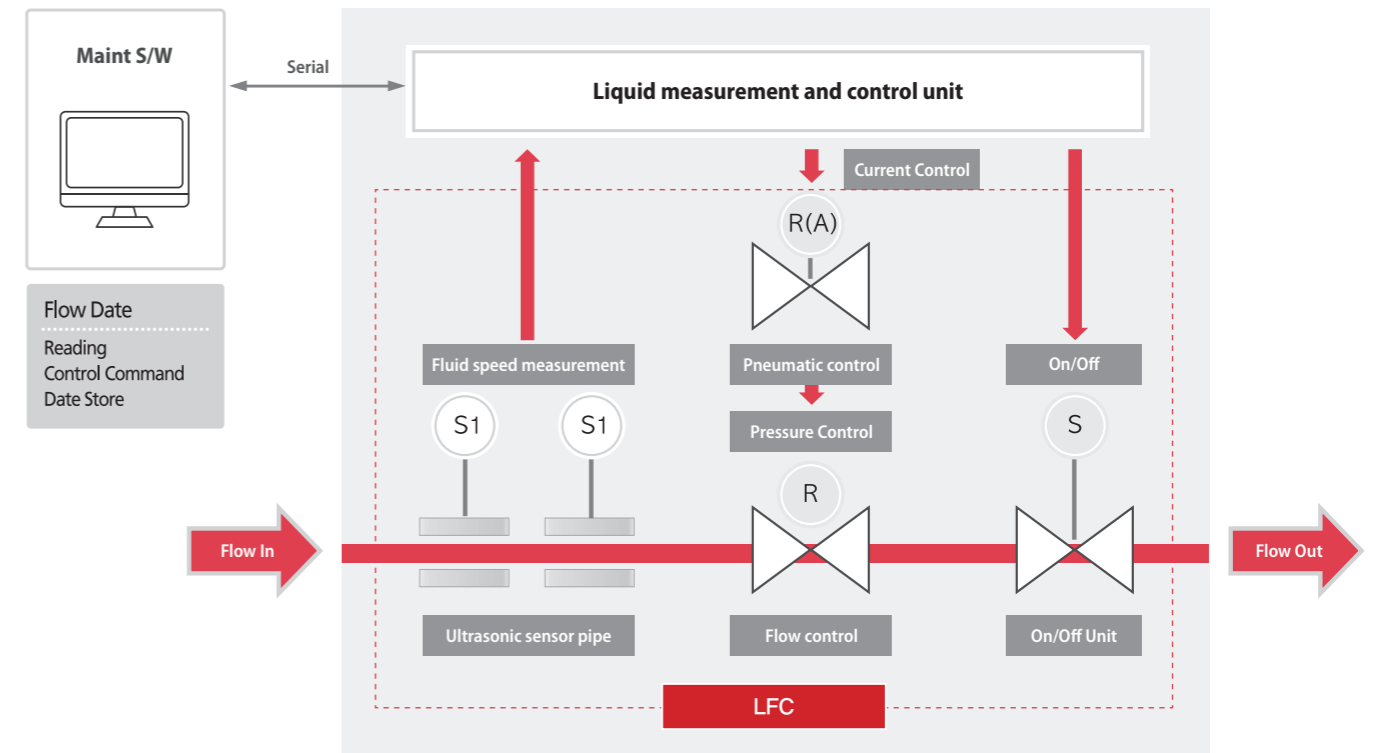 Maint S/W
Serial
Liquid measurement and control unit
Current Control
R(A)
Flow Date
Reading
Control Command
Date Store
Fluid speed measurement
Pneumatic control
On/Off
S1
S1
Pressure Control
S
R
Flow In
Flow Out
Ultrasonic sensor pipe
Flow control
On/Off Unit
LFC